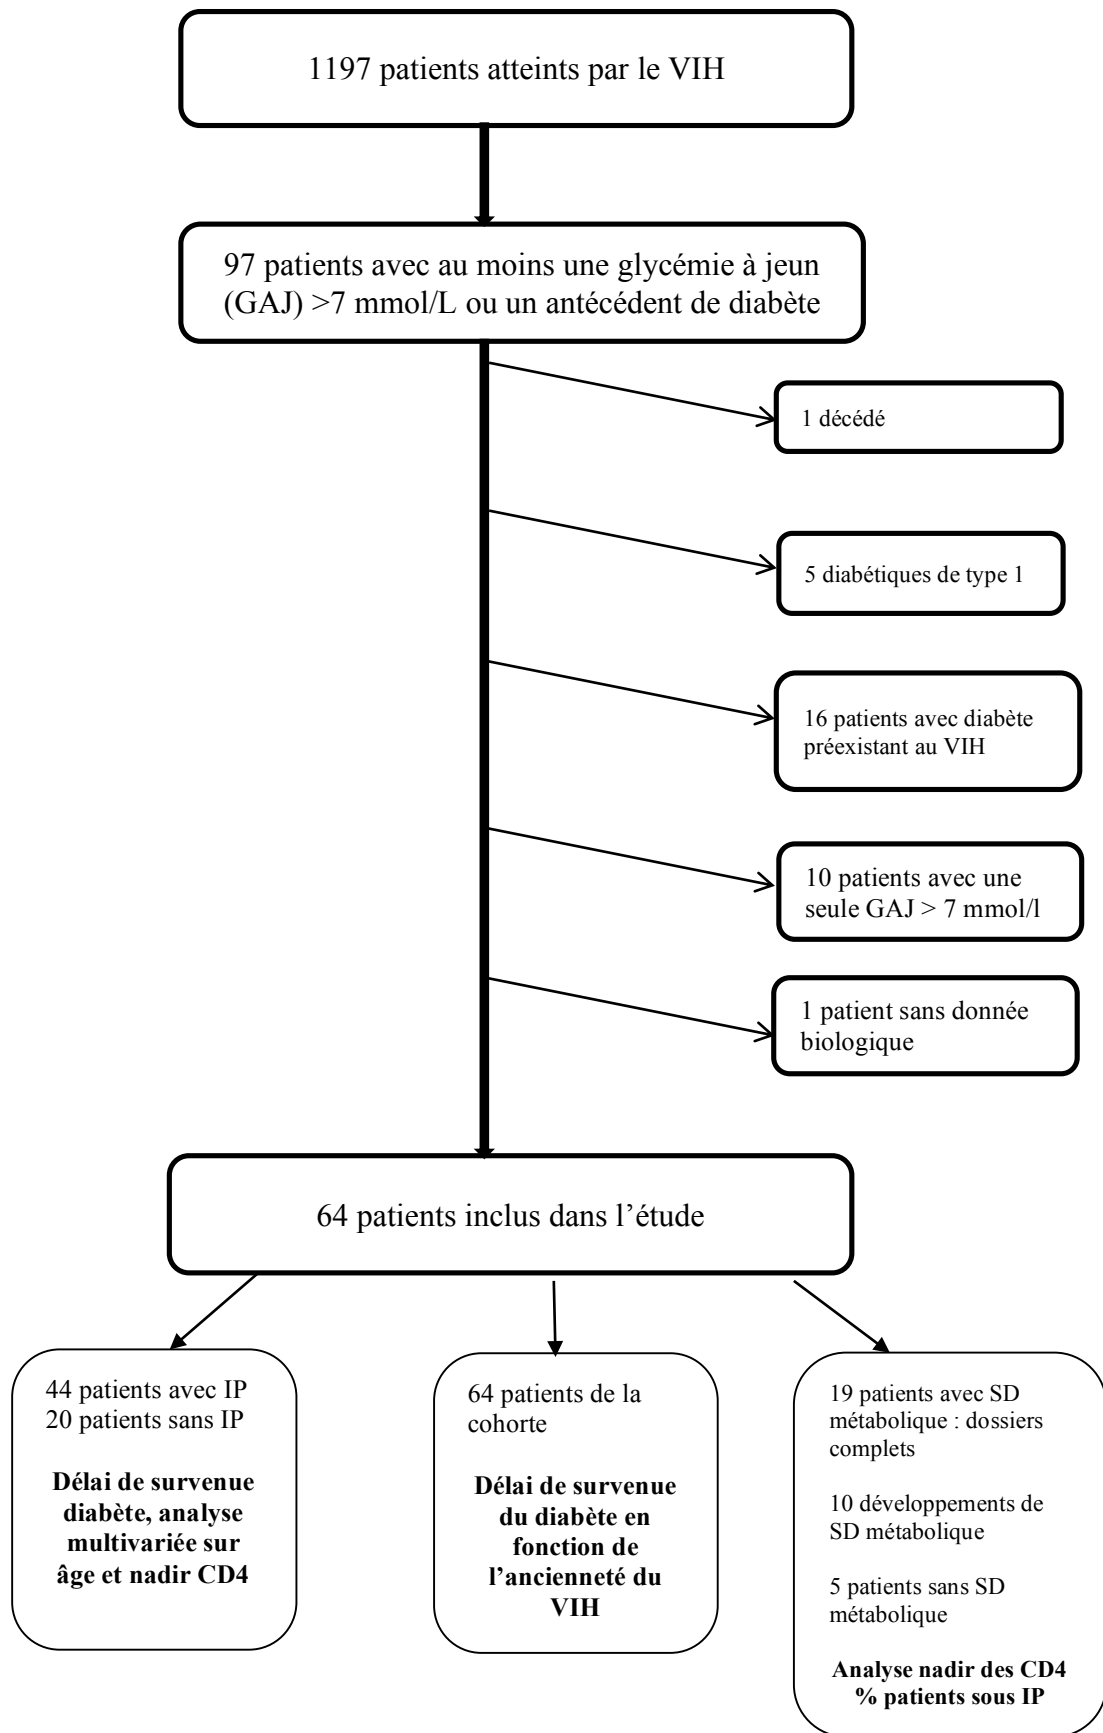 1197 patients atteints par le VIH
97 patients avec au moins une glycémie à jeun
(GAJ) >7 mmol/L ou un antécédent de diabète
1 décédé
5 diabétiques de type 1
16 patients avec diabète
préexistant au VIH
10 patients avec une
seule GAJ > 7 mmol/l
1 patient sans donnée
biologique
64 patients inclus dans l’étude
44 patients avec IP
20 patients sans IP
Délai de survenue
diabète, analyse
multivariée sur
âge et nadir CD4
64 patients de la
cohorte
Délai de survenue
du diabète en
fonction de
l’ancienneté du
VIH
19 patients avec SD
métabolique : dossiers
complets
10 développements de
SD métabolique
5 patients sans SD
métabolique
Analyse nadir des CD4
% patients sous IP